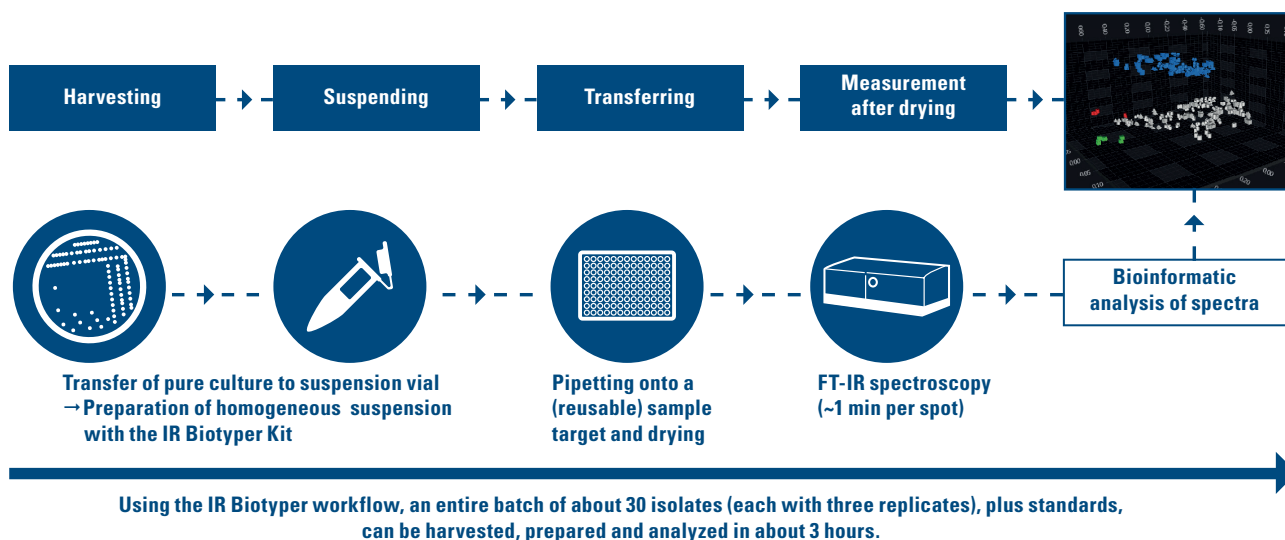 Harvesting
Suspending
Transferring
Measurement
after drying
Bioinformatic
analysis of spectra
Transfer of pure culture to suspension vial
→ Preparation of homogeneous suspension
with the IR Biotyper Kit
Pipetting onto a
(reusable) sample
target and drying
FT-IR spectroscopy
(~1 min per spot)
Using the IR Biotyper workflow, an entire batch of about 30 isolates (each with three replicates), plus standards,
can be harvested, prepared and analyzed in about 3 hours.